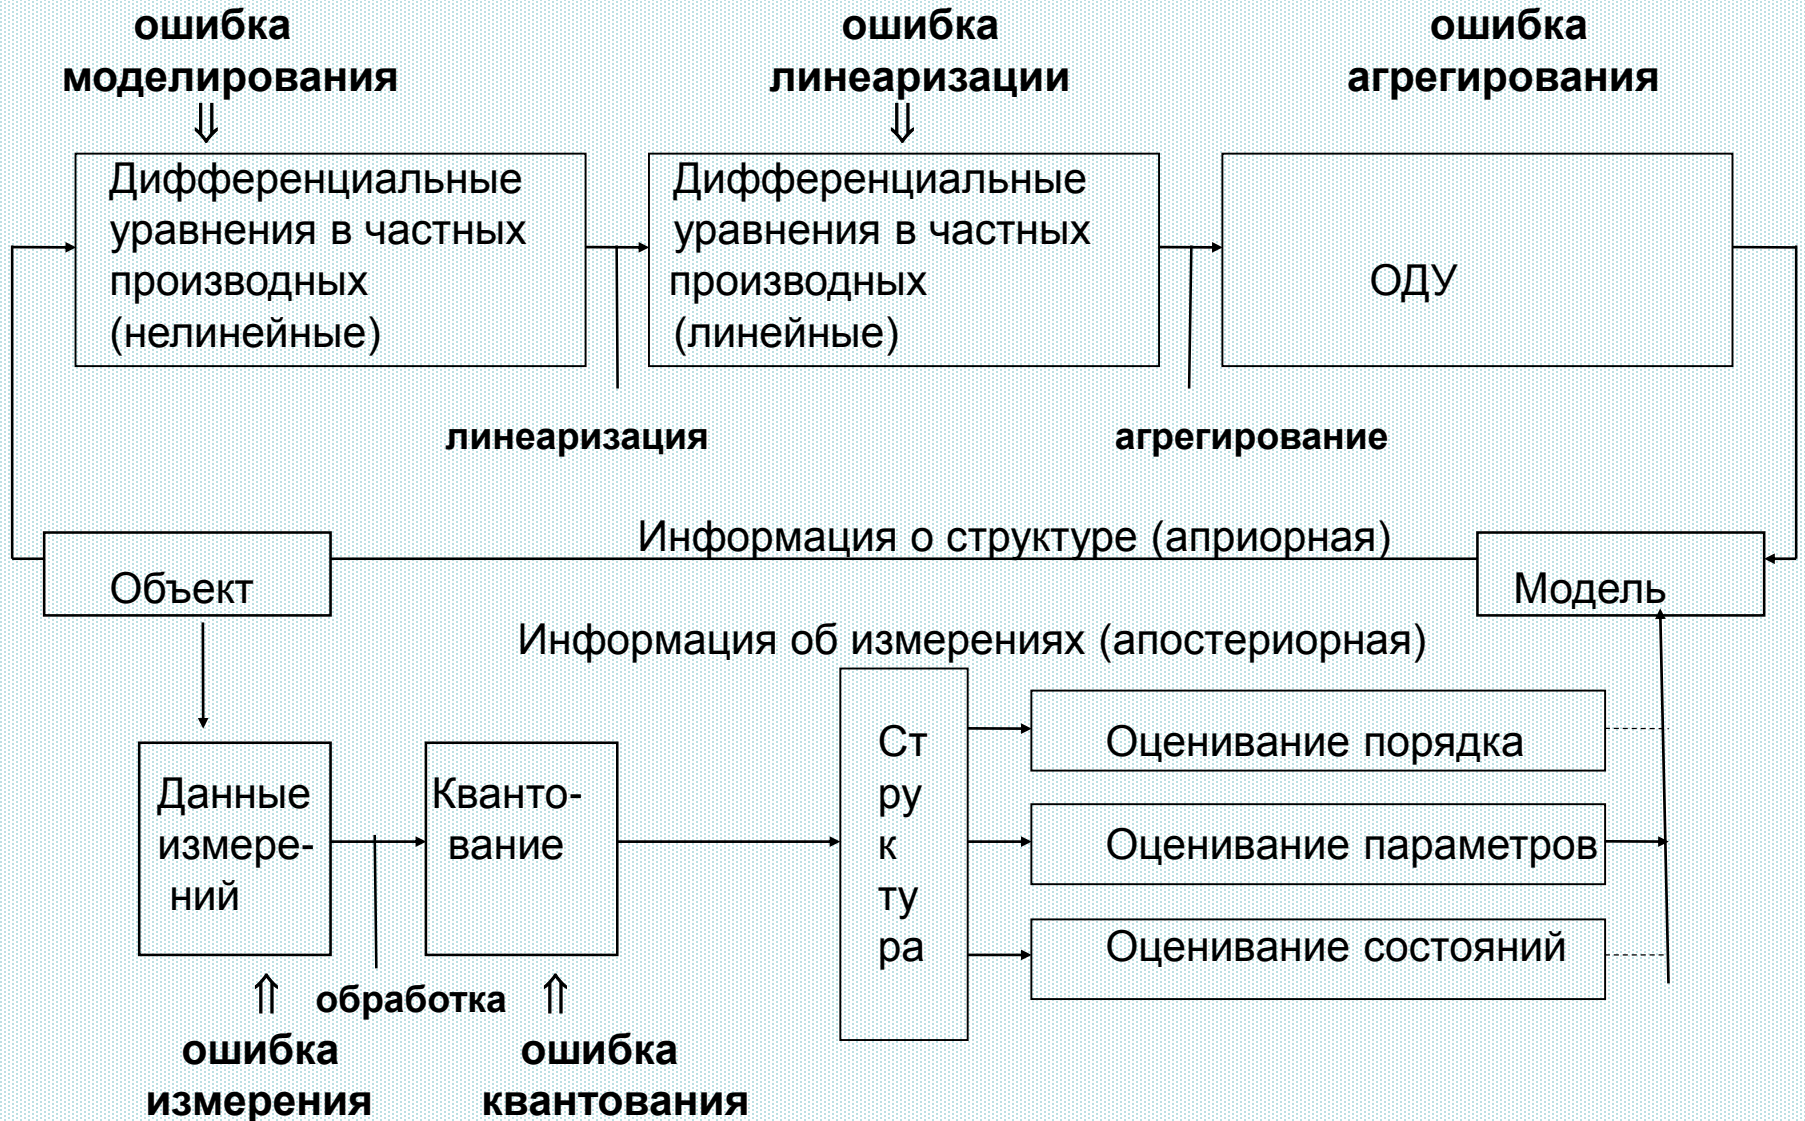 ошибка
моделирования
⇓
ошибка
линеаризации
⇓
ошибка
агрегирования
Дифференциальные
уравнения в частных
производных
(нелинейные)
Дифференциальные
уравнения в частных
производных
(линейные)
ОДУ
линеаризация
агрегирование
Информация о структуре (априорная)
Объект
Модель
Информация об измерениях (апостериорная)
Данные
измере-
ний
Кванто-
вание
Ст
ру
к
ту
ра
Оценивание порядка
Оценивание параметров
Оценивание состояний
⇑
обработка
⇑
ошибка
измерения
ошибка
квантования